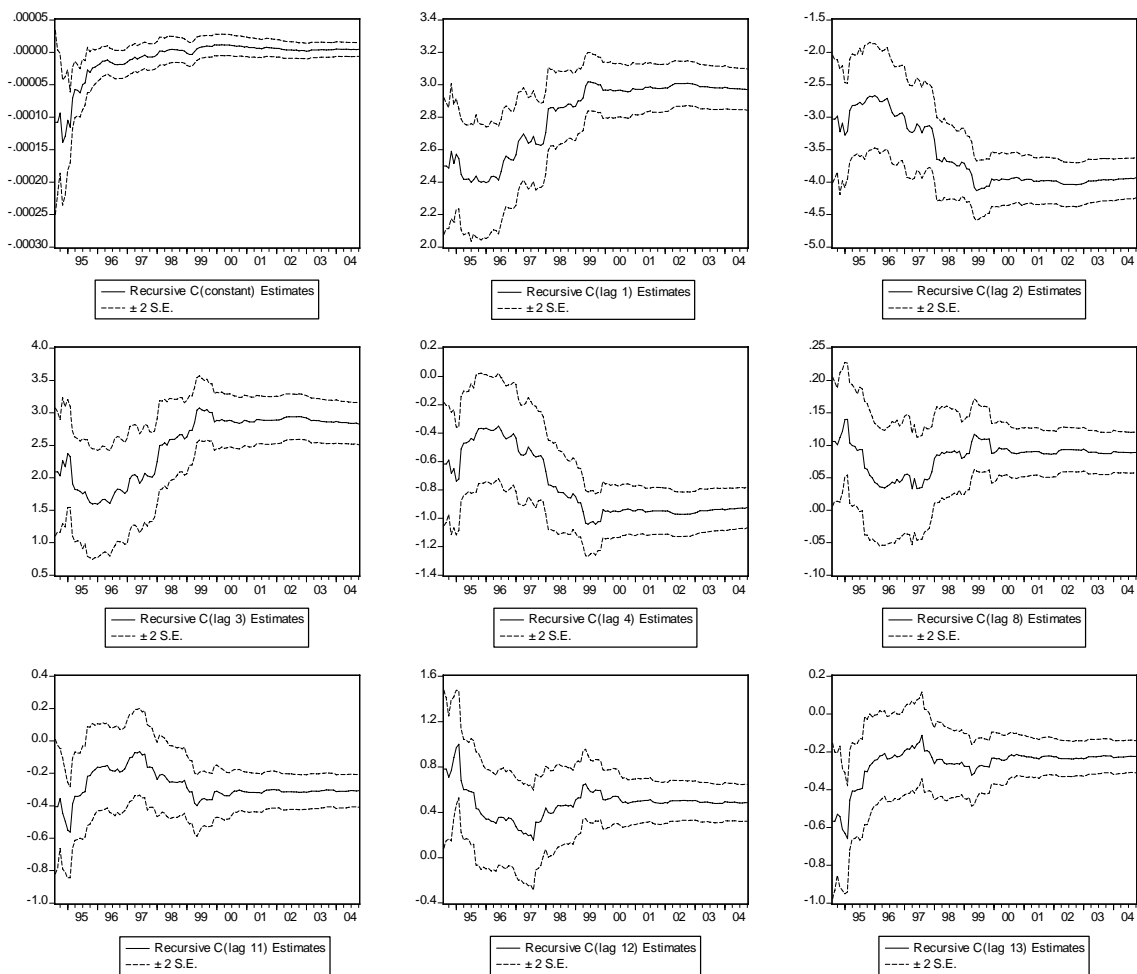 .00005
.00000
-.00005
-.00010
-.00015
-.00020
-.00025
-.00030
95 96 97 98 99 00 01 02 03 04
Recursive C(constant) Estimates
± 2 S.E.
3.4
3.2
3.0
2.8
2.6
2.4
2.2
2.0
95 96 97 98 99 00 01 02 03 04
Recursive C(lag 1) Estimates
± 2 S.E.
-1.5
-2.0
-2.5
-3.0
-3.5
-4.0
-4.5
-5.0
95 96 97 98 99 00 01 02 03 04
Recursive C(lag 2) Estimates
± 2 S.E.
4.0
3.5
3.0
2.5
2.0
1.5
1.0
0.5
95 96 97 98 99 00 01 02 03 04
Recursive C(lag 3) Estimates
± 2 S.E.
0.2
0.0
-0.2
-0.4
-0.6
-0.8
-1.0
-1.2
-1.4
95 96 97 98 99 00 01 02 03 04
Recursive C(lag 4) Estimates
± 2 S.E.
.25
.20
.15
.10
.05
.00
-.05
-.10
95 96 97 98 99 00 01 02 03 04
Recursive C(lag 8) Estimates
± 2 S.E.
0.4
0.2
0.0
-0.2
-0.4
-0.6
-0.8
-1.0
95 96 97 98 99 00 01 02 03 04
Recursive C(lag 11) Estimates
± 2 S.E.
1.6
1.2
0.8
0.4
0.0
-0.4
95 96 97 98 99 00 01 02 03 04
Recursive C(lag 12) Estimates
± 2 S.E.
0.2
0.0
-0.2
-0.4
-0.6
-0.8
-1.0
95 96 97 98 99 00 01 02 03 04
Recursive C(lag 13) Estimates
± 2 S.E.